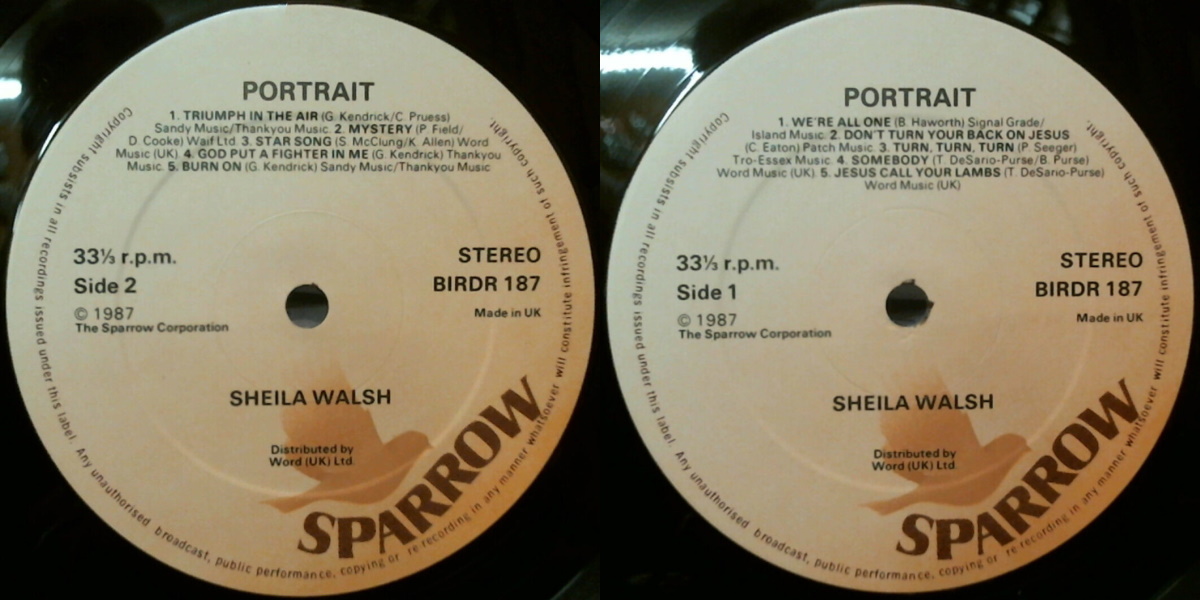 PORTRAIT
1. TRIUMPH IN THE AIR (G. Kendrick/C. Pruess)
Sandy Music/Thankyou Music. 2. MYSTERY (P. Field/
D. Cooke) Waif Ltd. 3. STAR SONG (S. McClung/K. Allen) Word
Music (UK). 4. GOD PUT A FIGHTER IN ME (G. Kendrick) Thankyou
Music. 5. BURN ON (G. Kendrick) Sandy Music/Thankyou Music
33⅓ r.p.m.
Side 2
© 1987
The Sparrow Corporation
STEREO
BIRDR 187
Made in UK
SHEILA WALSH
Distributed by
Word (UK) Ltd.
SPARROW
Copyright subsists in all recordings issued under this label. Any unauthorised broadcast, public performance, copying or re-recording in any manner whatsoever will constitute infringement of such copyright.
PORTRAIT
1. WE'RE ALL ONE (B. Haworth) Signal Grade/
Island Music. 2. DON'T TURN YOUR BACK ON JESUS
(C. Eaton) Patch Music. 3. TURN, TURN, TURN (P. Seeger)
Tro-Essex Music. 4. SOMEBODY (T. DeSario-Purse/B. Purse)
Word Music (UK). 5. JESUS CALL YOUR LAMBS (T. DeSario-Purse)
Word Music (UK)
33⅓ r.p.m.
Side 1
© 1987
The Sparrow Corporation
STEREO
BIRDR 187
Made in UK
SHEILA WALSH
Distributed by
Word (UK) Ltd.
SPARROW
Copyright subsists in all recordings issued under this label. Any unauthorised broadcast, public performance, copying or re-recording in any manner whatsoever will constitute infringement of such copyright.